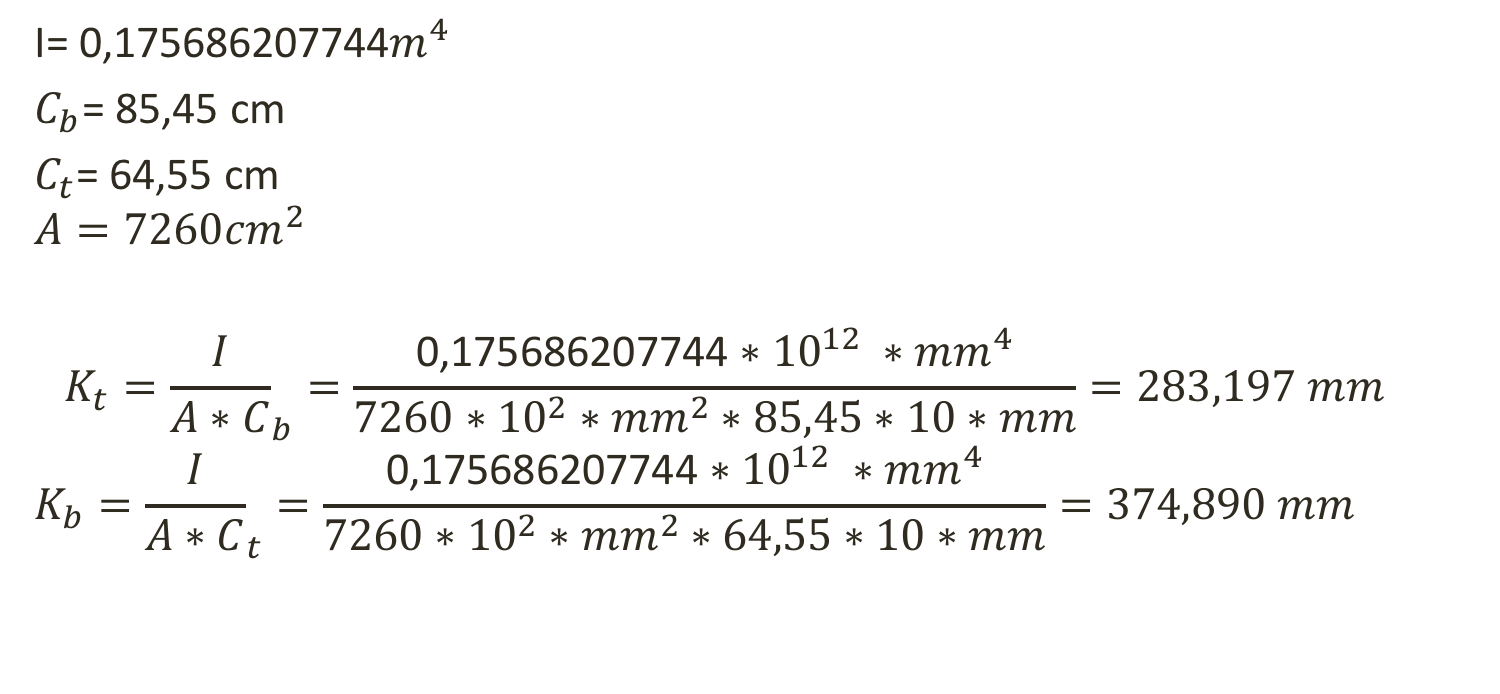 I= 0,175686207744𝑚⁴
𝐶_𝑏= 85,45 cm
𝐶_𝑡= 64,55 cm
𝐴 = 7260𝑐𝑚²
𝐾_𝑡 = 𝐼 / (𝐴 ∗ 𝐶_𝑏) = (0,175686207744 ∗ 10¹² ∗ 𝑚𝑚⁴) / (7260 ∗ 10² ∗ 𝑚𝑚² ∗ 85,45 ∗ 10 ∗ 𝑚𝑚) = 283,197 𝑚𝑚
𝐾_𝑏 = 𝐼 / (𝐴 ∗ 𝐶_𝑡) = (0,175686207744 ∗ 10¹² ∗ 𝑚𝑚⁴) / (7260 ∗ 10² ∗ 𝑚𝑚² ∗ 64,55 ∗ 10 ∗ 𝑚𝑚) = 374,890 𝑚𝑚